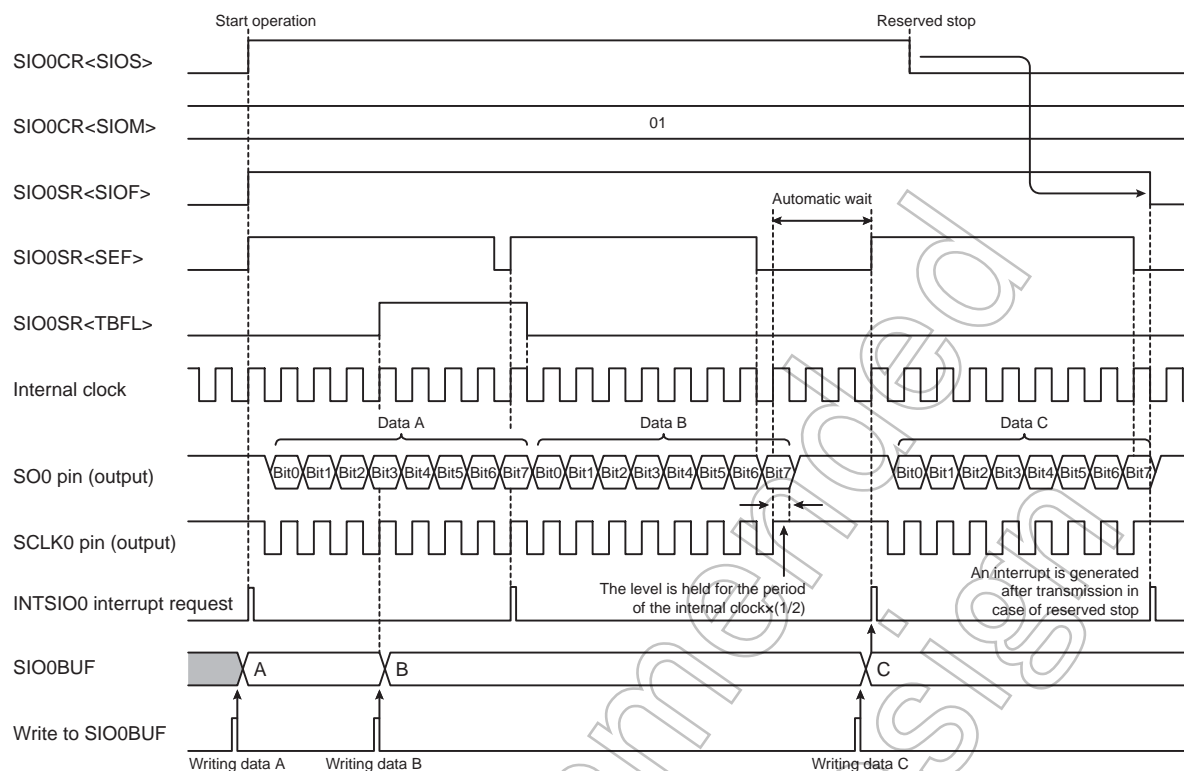 Start operation
Reserved stop
SIO0CR<SIOS>
SIO0CR<SIOM>
01
SIO0SR<SIOF>
Automatic wait
SIO0SR<SEF>
SIO0SR<TBFL>
Internal clock
Data A
Data B
Data C
SO0 pin (output)
Bit0 Bit1 Bit2 Bit3 Bit4 Bit5 Bit6 Bit7 Bit0 Bit1 Bit2 Bit3 Bit4 Bit5 Bit6 Bit7 Bit0 Bit1 Bit2 Bit3 Bit4 Bit5 Bit6 Bit7
SCLK0 pin (output)
The level is held for the period
of the internal clock×(1/2)
An interrupt is generated
after transmission in
case of reserved stop
INTSIO0 interrupt request
SIO0BUF
A
B
C
Write to SIO0BUF
Writing data A
Writing data B
Writing data C